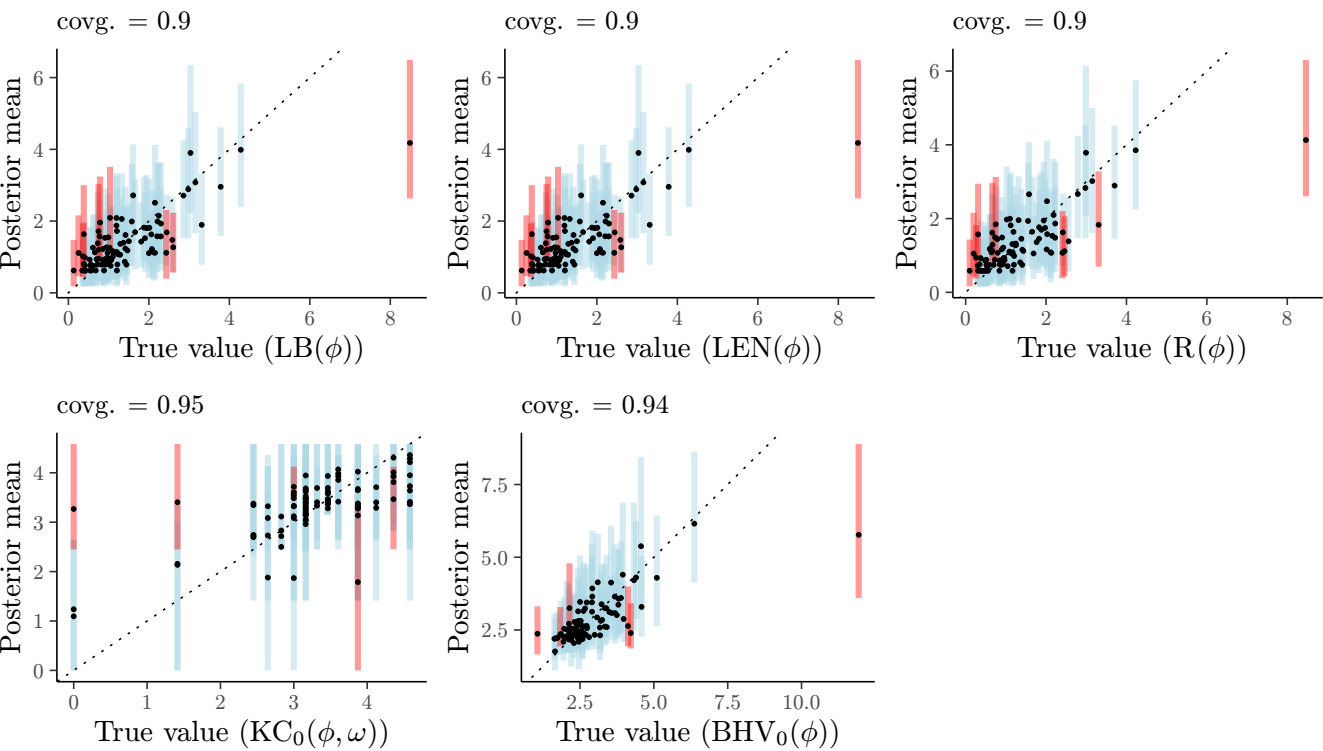 covg. = 0.9
Posterior mean
6
4
2
0
0 2 4 6 8
True value (LB(ϕ))
covg. = 0.9
Posterior mean
6
4
2
0
0 2 4 6 8
True value (LEN(ϕ))
covg. = 0.9
Posterior mean
6
4
2
0
0 2 4 6 8
True value (R(ϕ))
covg. = 0.95
Posterior mean
4
3
2
1
0
0 1 2 3 4
True value (KC₀(ϕ, ω))
covg. = 0.94
Posterior mean
7.5
5.0
2.5
2.5 5.0 7.5 10.0
True value (BHV₀(ϕ))